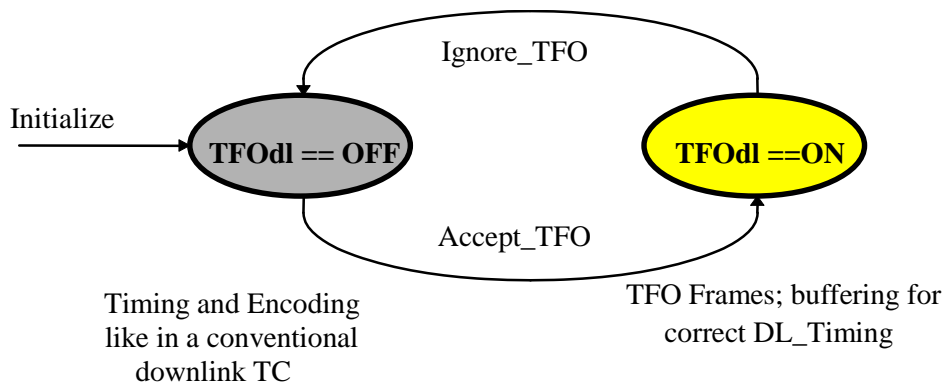 Ignore_TFO
Initialize
TFOdl == OFF
TFOdl ==ON
Accept_TFO
Timing and Encoding
like in a conventional
downlink TC
TFO Frames; buffering for
correct DL_Timing